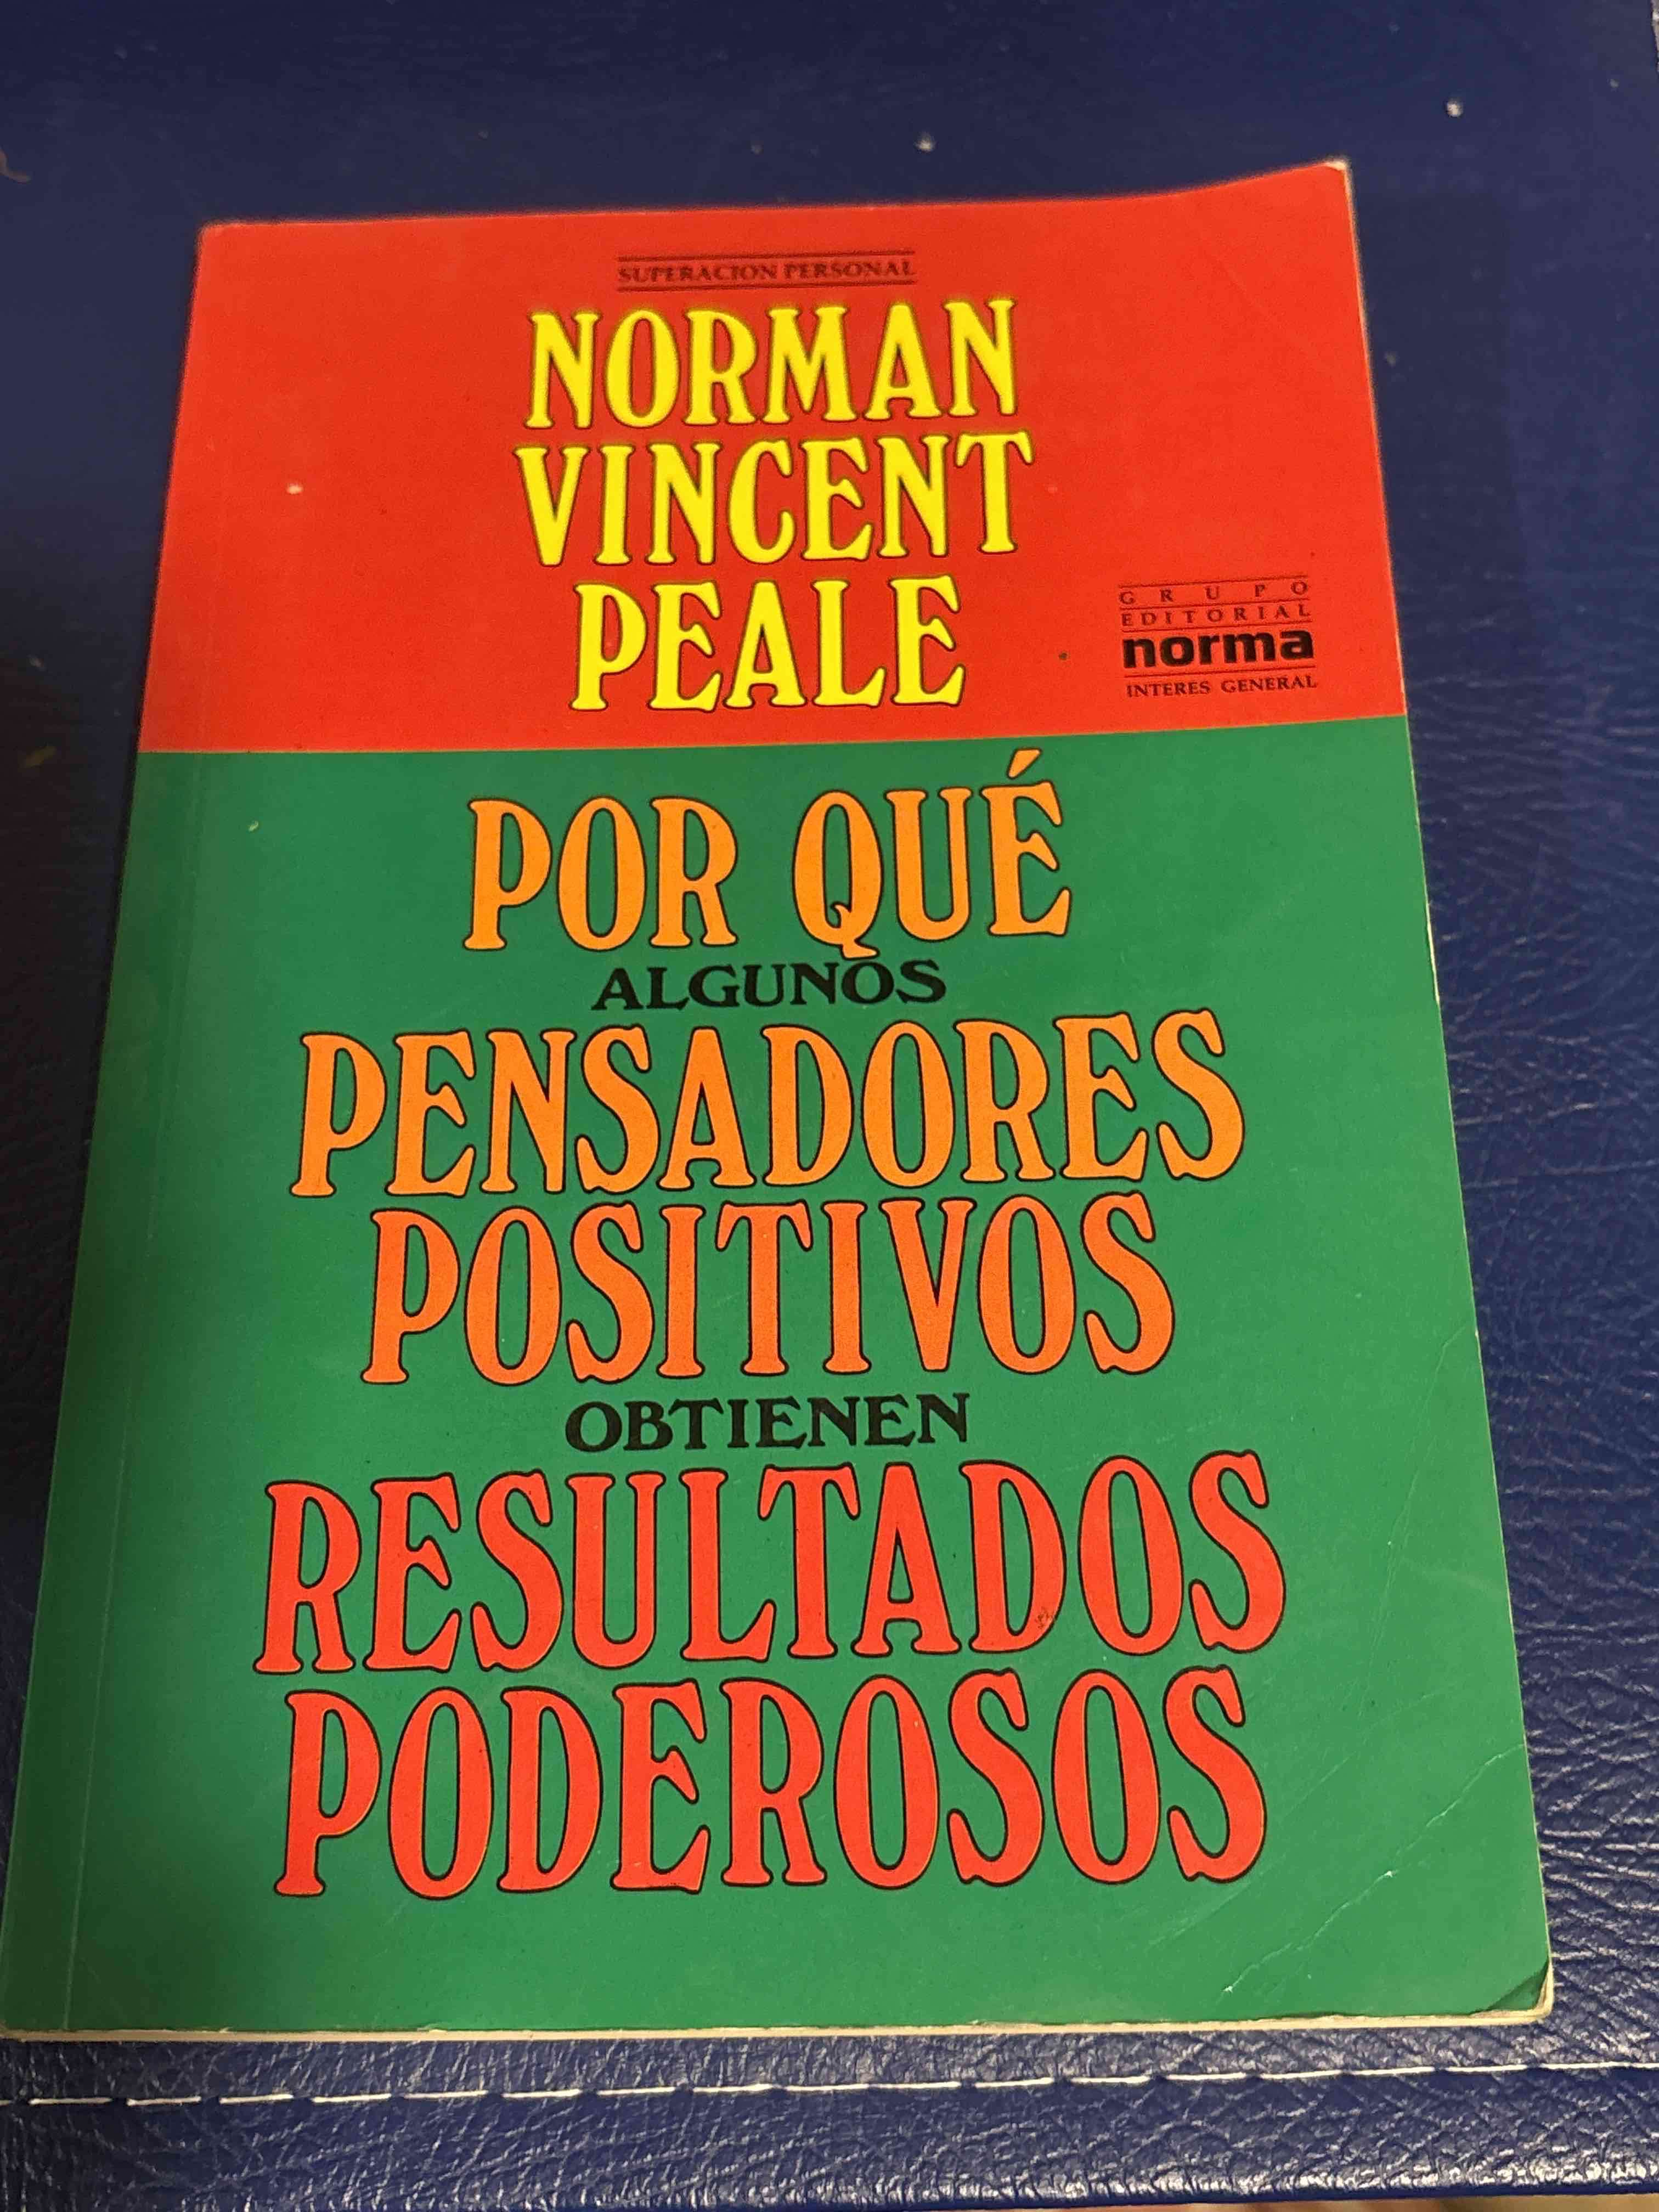 SUPERACION PERSONAL
NORMAN
VINCENT
PEALE
GRUPO
EDITORIAL
norma
INTERES GENERAL
POR QUÉ
ALGUNOS
PENSADORES
POSITIVOS
OBTIENEN
RESULTADOS
PODEROSOS